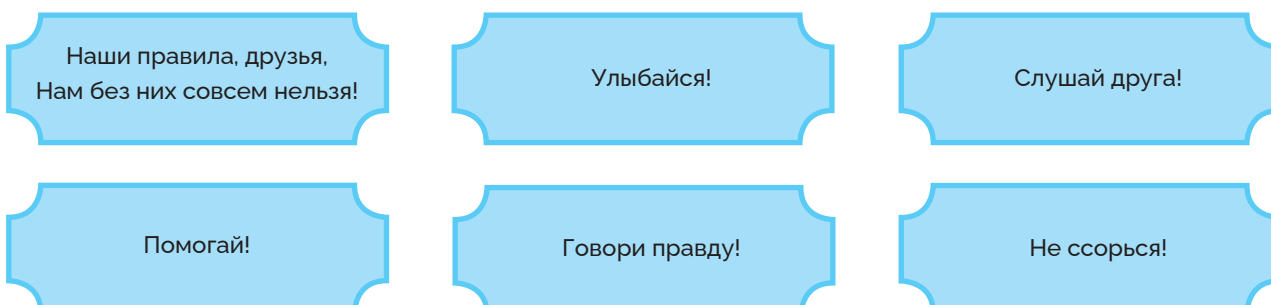 Наши правила, друзья,
Нам без них совсем нельзя!
Улыбайся!
Слушай друга!
Помогай!
Говори правду!
Не ссорься!